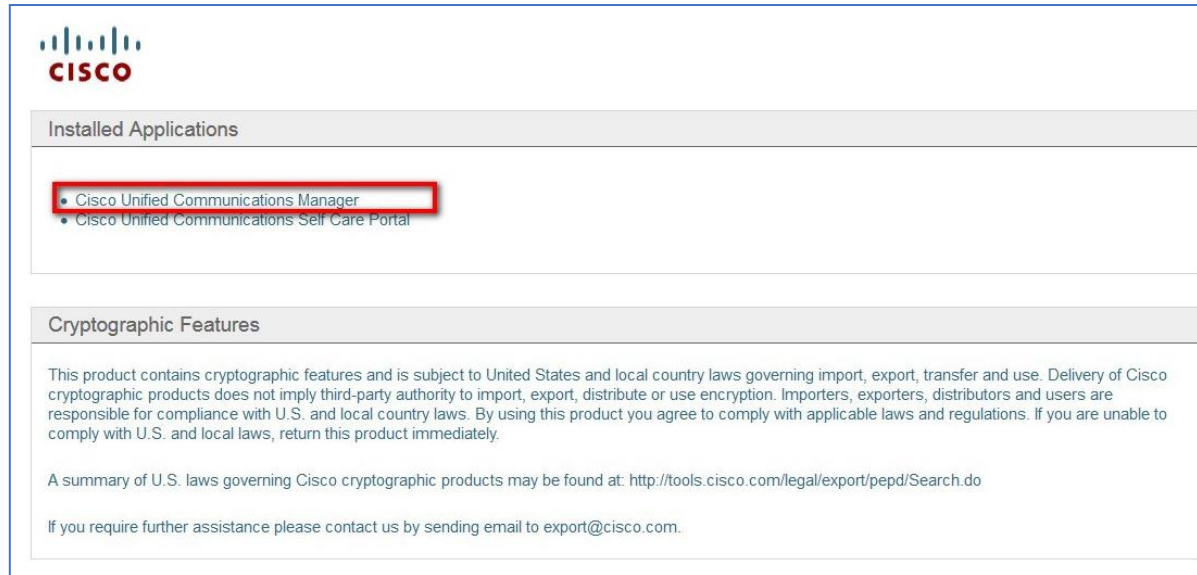 CISCO
Installed Applications
• Cisco Unified Communications Manager
• Cisco Unified Communications Self Care Portal
Cryptographic Features
This product contains cryptographic features and is subject to United States and local country laws governing import, export, transfer and use. Delivery of Cisco
cryptographic products does not imply third-party authority to import, export, distribute or use encryption. Importers, exporters, distributors and users are
responsible for compliance with U.S. and local country laws. By using this product you agree to comply with applicable laws and regulations. If you are unable to
comply with U.S. and local laws, return this product immediately.
A summary of U.S. laws governing Cisco cryptographic products may be found at: http://tools.cisco.com/legal/export/pepd/Search.do
If you require further assistance please contact us by sending email to export@cisco.com.